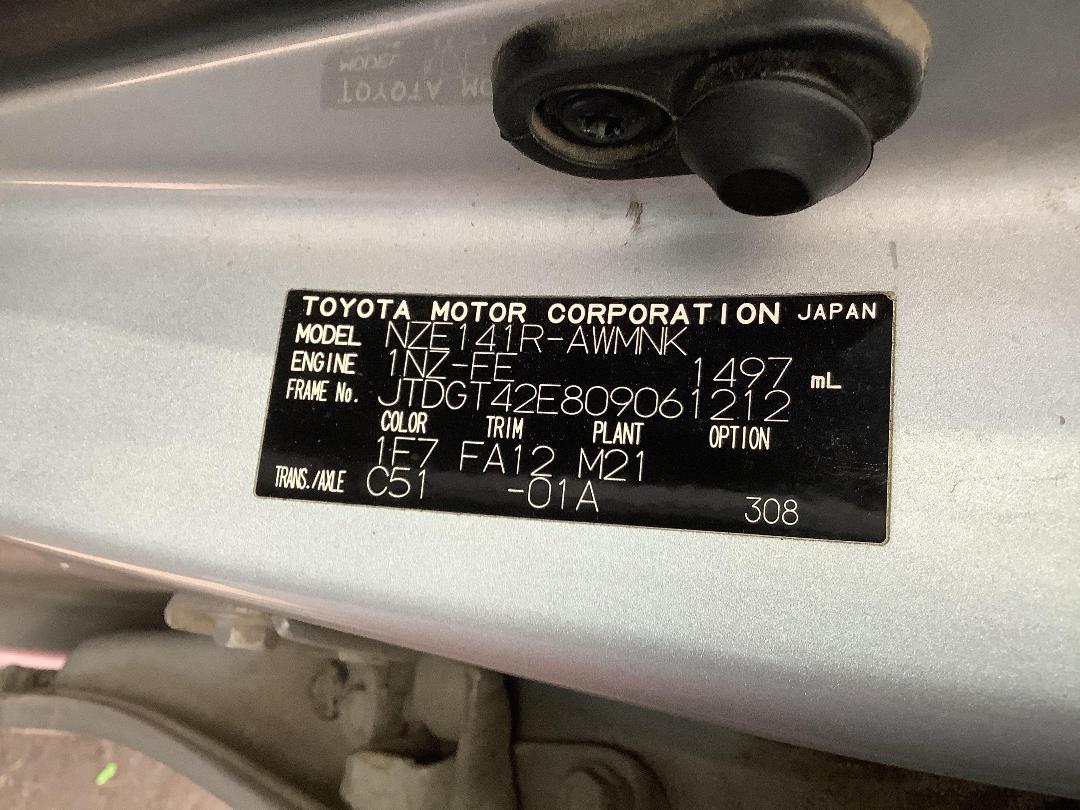 TOYOTA MOTOR CORPORATION JAPAN
MODEL NZE141R-AWMNK
ENGINE 1NZ-FE 1497 mL
FRAME No. JTDGT42E809061212
COLOR TRIM PLANT OPTION
1F7 FA12 M21
TRANS./AXLE C51 -01A 308